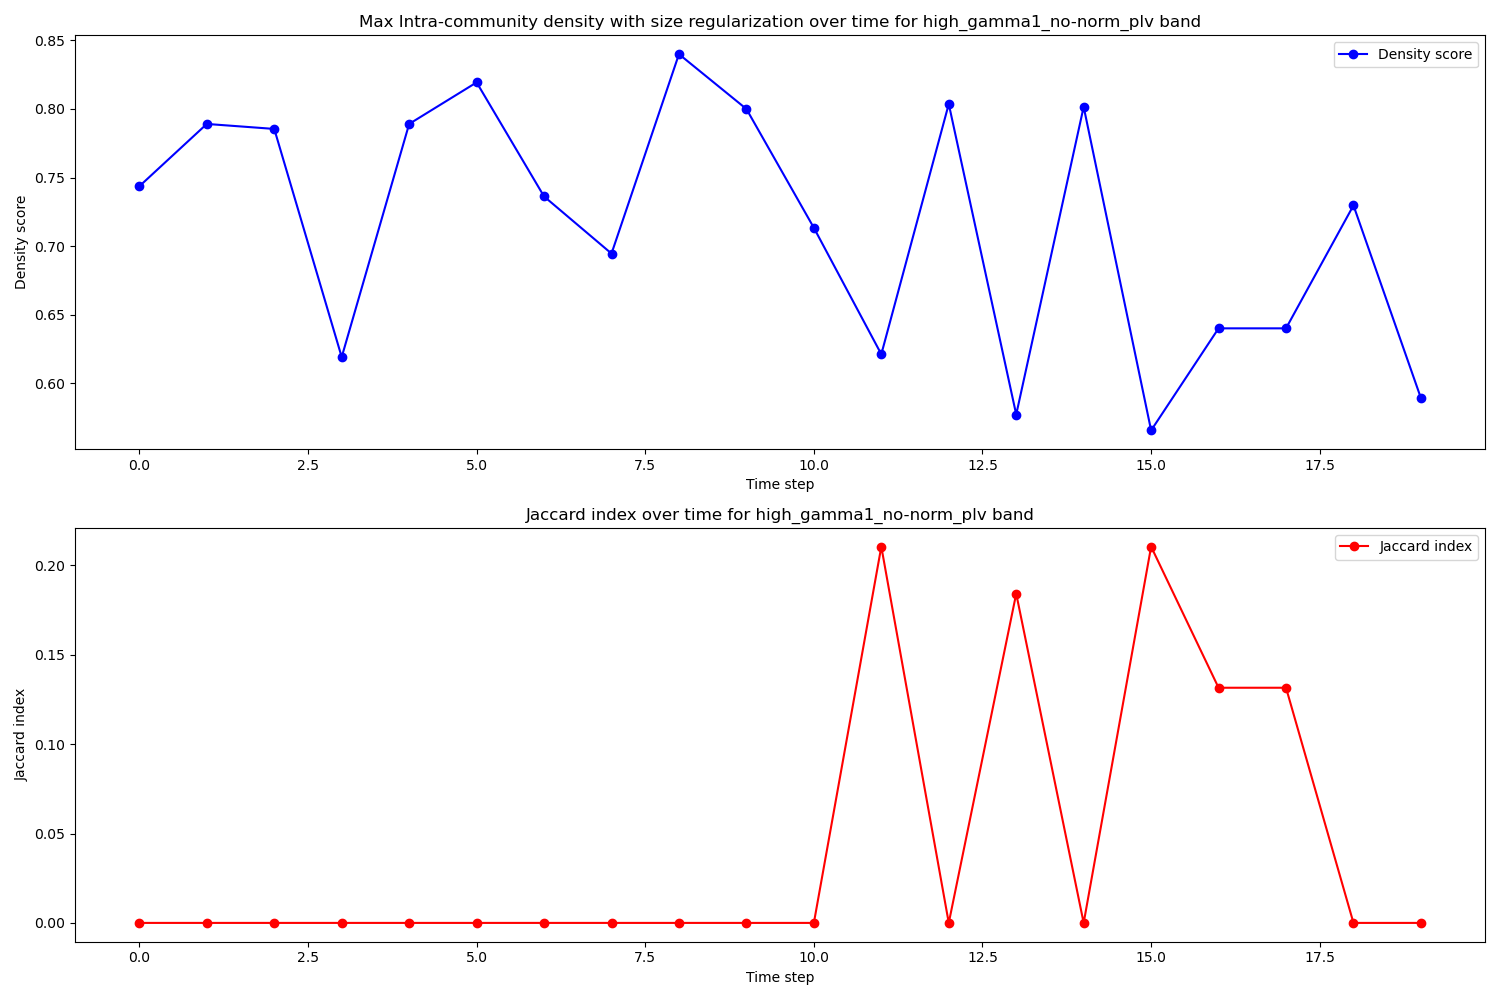 Max Intra-community density with size regularization over time for high_gamma1_no-norm_plv band
Density score
0.85
0.80
0.75
0.70
0.65
0.60
Density score
0.0 2.5 5.0 7.5 10.0 12.5 15.0 17.5
Time step
Jaccard index over time for high_gamma1_no-norm_plv band
Jaccard index
0.20
0.15
0.10
0.05
0.00
Jaccard index
0.0 2.5 5.0 7.5 10.0 12.5 15.0 17.5
Time step